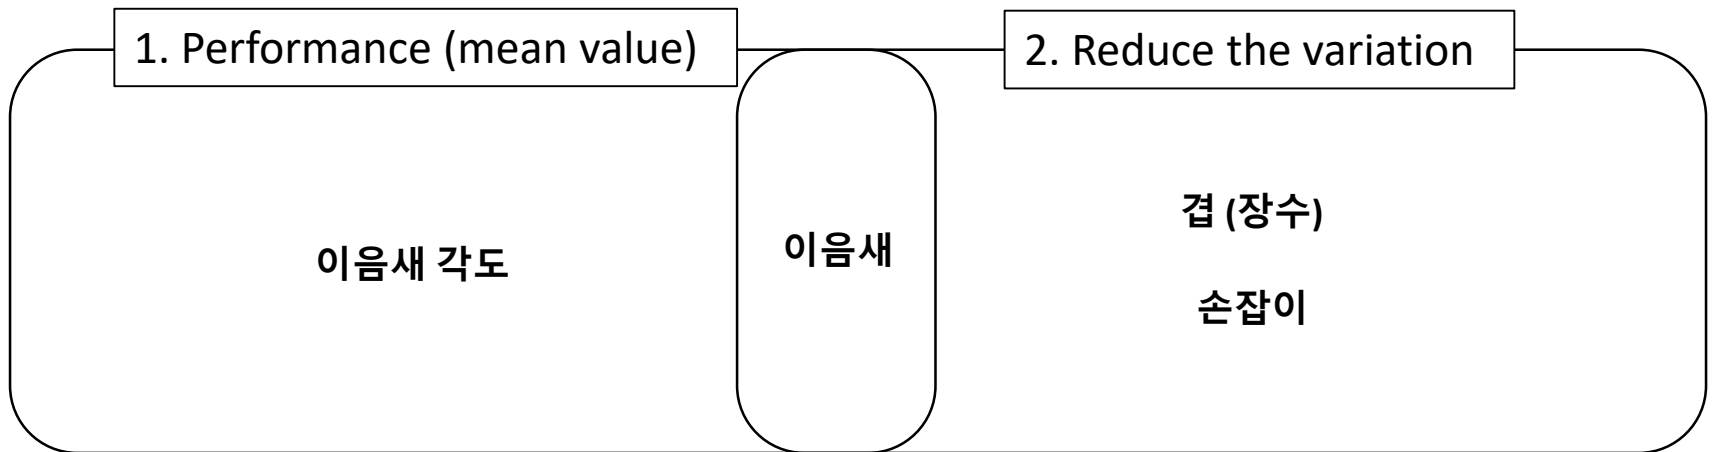 1. Performance (mean value)
2. Reduce the variation
이음새 각도
이음새
겹 (장수)
손잡이